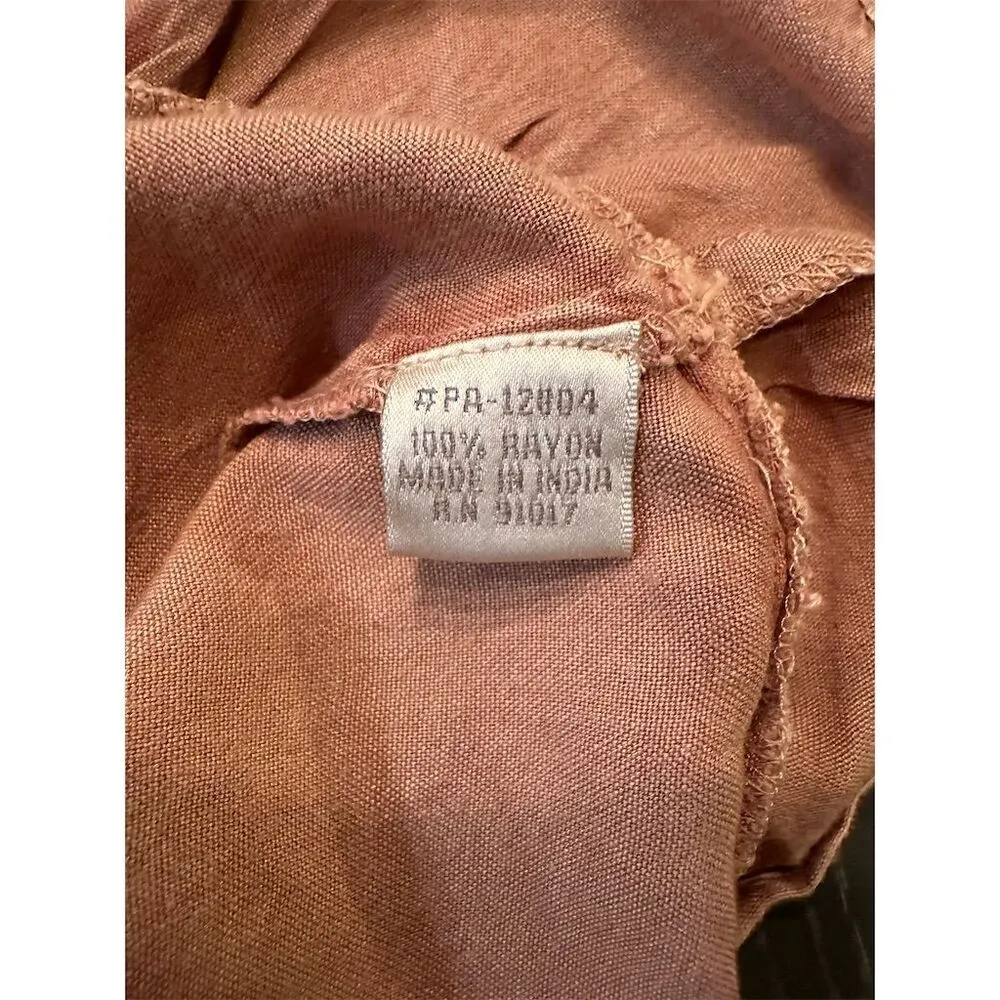 #PA-12804
100% RAYON
MADE IN INDIA
R.N 91017